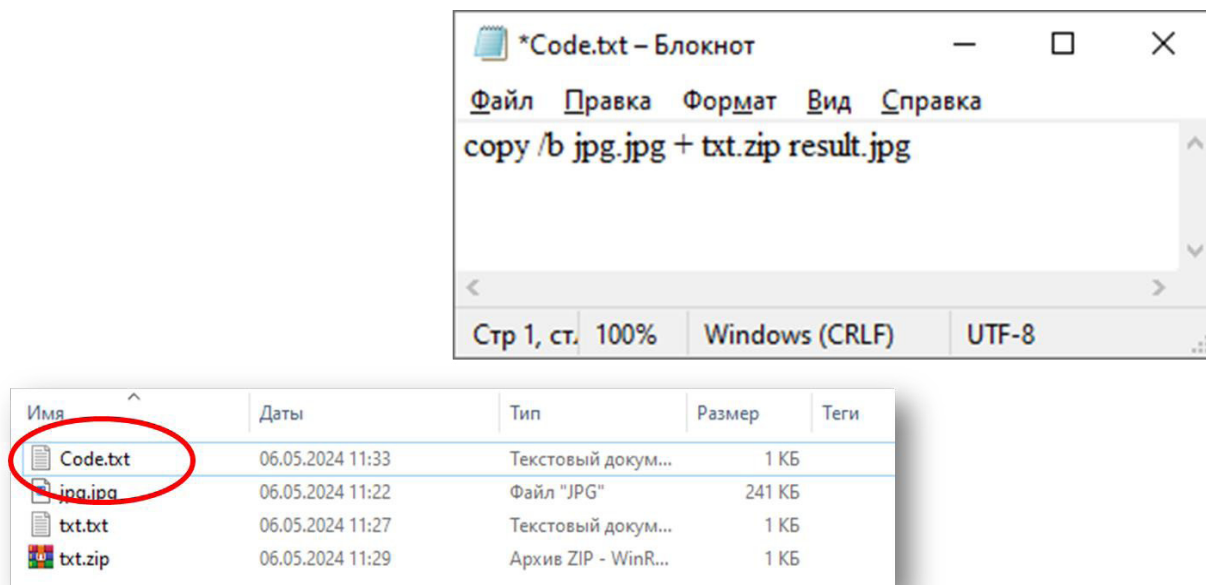 *Code.txt – Блокнот
Файл Правка Формат Вид Справка
copy /b jpg.jpg + txt.zip result.jpg
Стр 1, ст. 100% Windows (CRLF) UTF-8
Имя Даты Тип Размер Теги
Code.txt 06.05.2024 11:33 Текстовый докум... 1 КБ
jpg.jpg 06.05.2024 11:22 Файл "JPG" 241 КБ
txt.txt 06.05.2024 11:27 Текстовый докум... 1 КБ
txt.zip 06.05.2024 11:29 Архив ZIP - WinR... 1 КБ